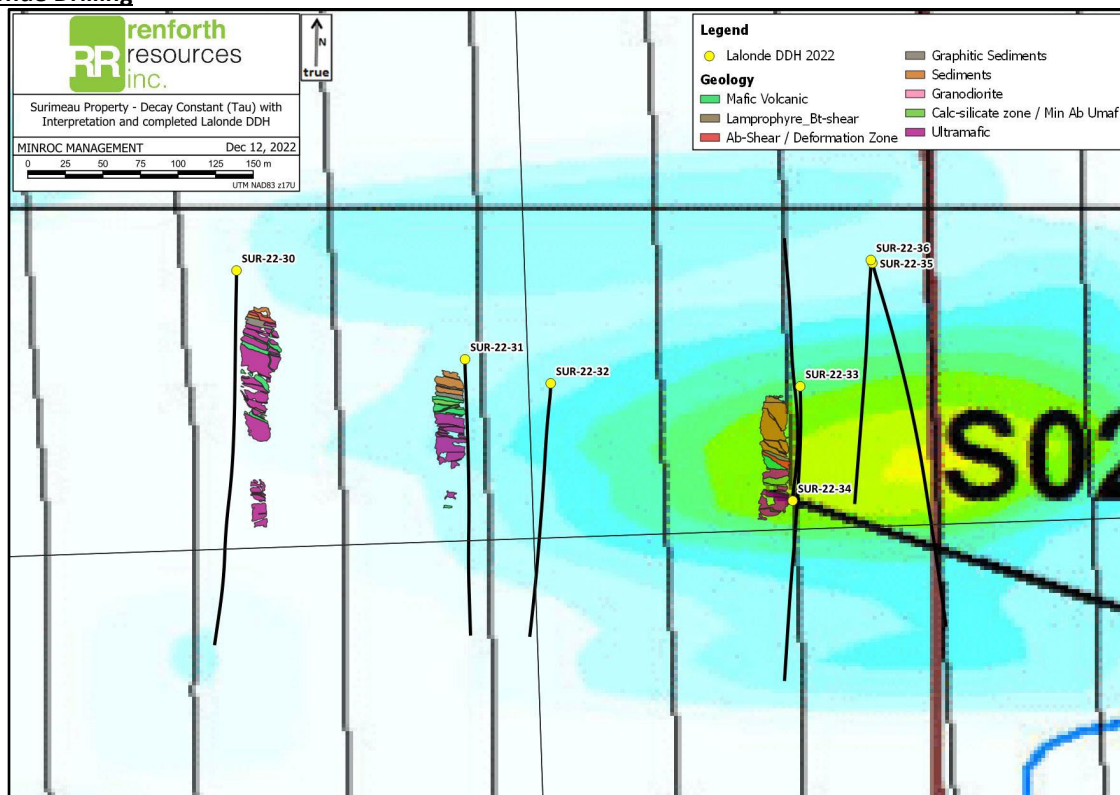 RR
renforth
resources
inc.
Surimeau Property - Decay Constant (Tau) with
Interpretation and completed Lalonde DDH
MINROC MANAGEMENT Dec 12, 2022
0 25 50 75 100 125 150 m
UTM NAD83 z17U
N
true
Legend
Lalonde DDH 2022
Geology
Mafic Volcanic
Lamprophyre_Bt-shear
Ab-Shear / Deformation Zone
Graphitic Sediments
Sediments
Granodiorite
Calc-silicate zone / Min Ab Umaf
Ultramafic
SUR-22-36
SUR-22-35
SUR-22-30
SUR-22-31
SUR-22-32
SUR-22-33
S02
SUR-22-34